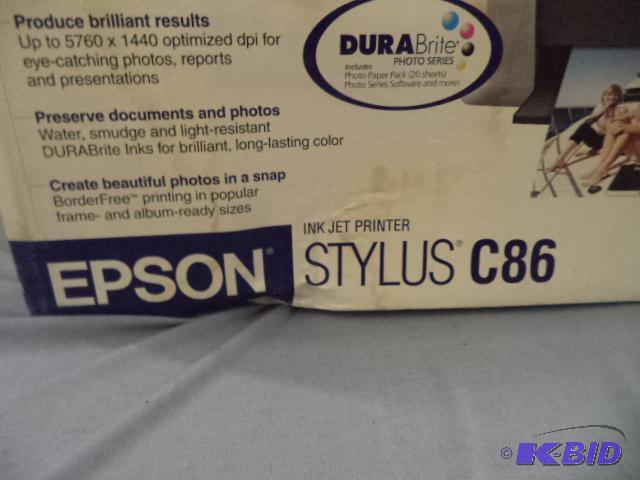 Produce brilliant results
Up to 5760 x 1440 optimized dpi for
eye-catching photos, reports
and presentations
Preserve documents and photos
Water, smudge and light-resistant
DURABrite Inks for brilliant, long-lasting color
Create beautiful photos in a snap
BorderFree™ printing in popular
frame- and album-ready sizes
DURABrite®
PHOTO SERIES
Includes
Photo Paper Pack (20 sheets)
Photo Series Software and more!
EPSON®
INK JET PRINTER
STYLUS® C86
© K-BID